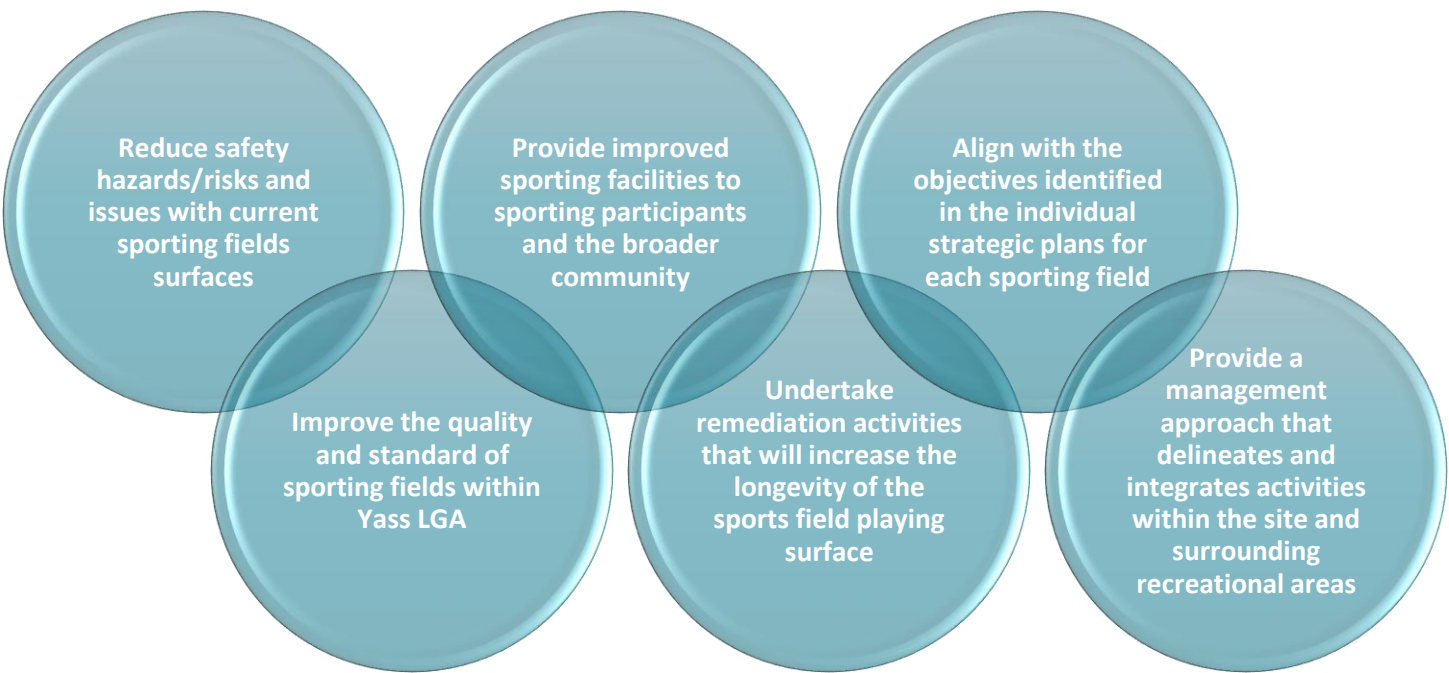 Reduce safety
hazards/risks and
issues with current
sporting fields
surfaces
Improve the quality
and standard of
sporting fields within
Yass LGA
Provide improved
sporting facilities to
sporting participants
and the broader
community
Undertake
remediation activities
that will increase the
longevity of the
sports field playing
surface
Align with the
objectives identified
in the individual
strategic plans for
each sporting field
Provide a
management
approach that
delineates and
integrates activities
within the site and
surrounding
recreational areas